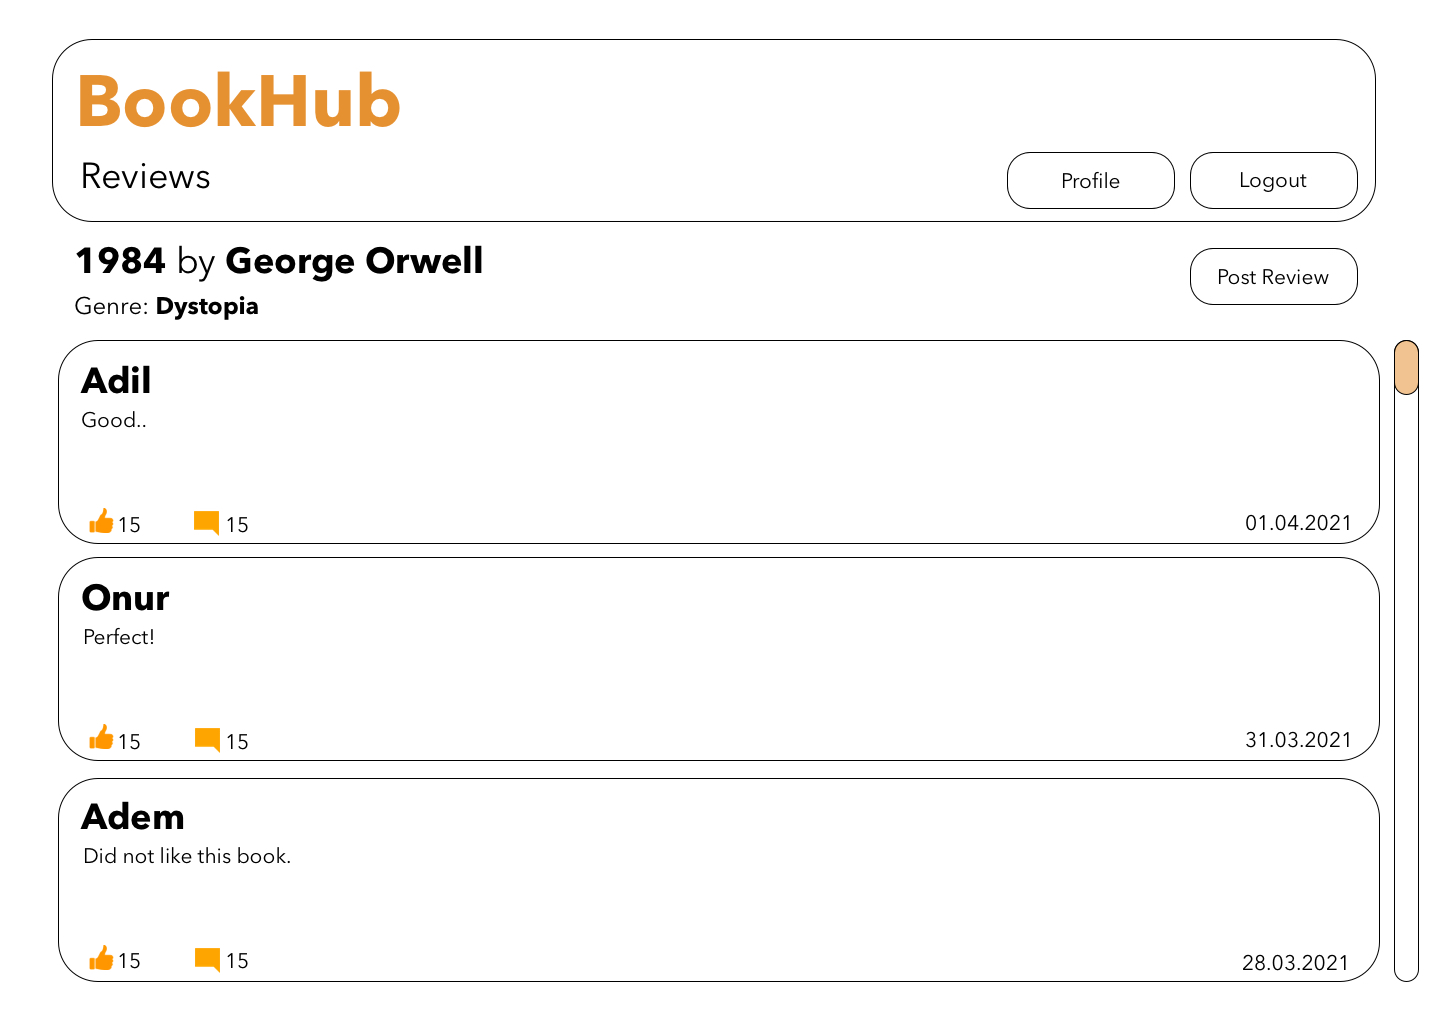 BookHub
Reviews
Profile
Logout
1984 by George Orwell
Genre: Dystopia
Post Review
Adil
Good..
15
15
01.04.2021
Onur
Perfect!
15
15
31.03.2021
Adem
Did not like this book.
15
15
28.03.2021